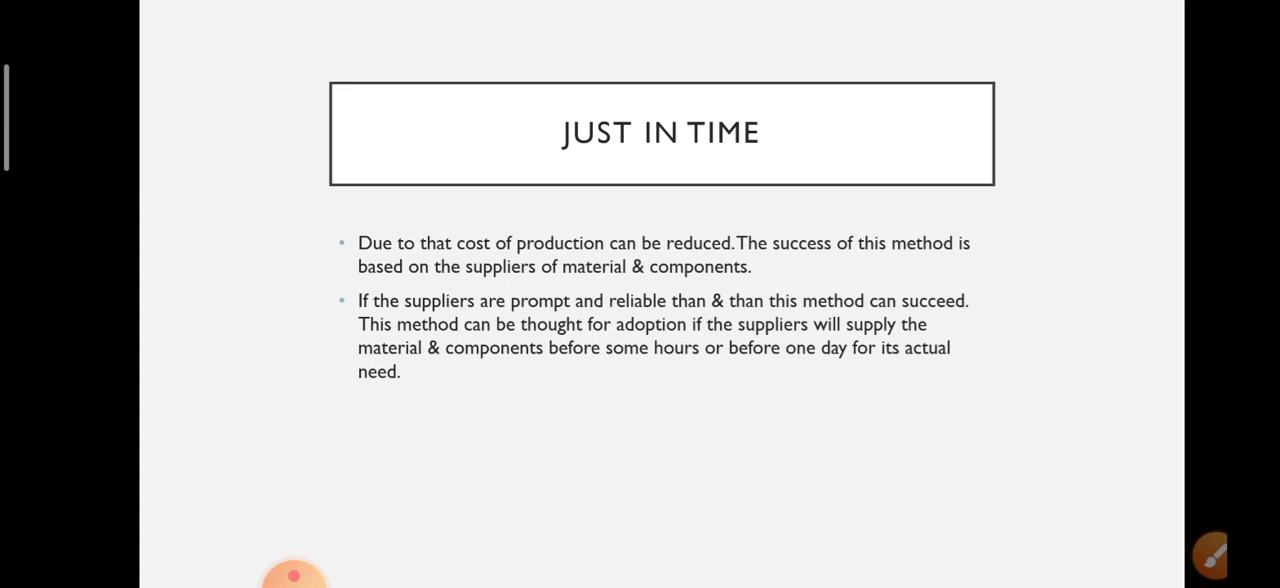 JUST IN TIME
• Due to that cost of production can be reduced.The success of this method is
based on the suppliers of material & components.
• If the suppliers are prompt and reliable than & than this method can succeed.
This method can be thought for adoption if the suppliers will supply the
material & components before some hours or before one day for its actual
need.